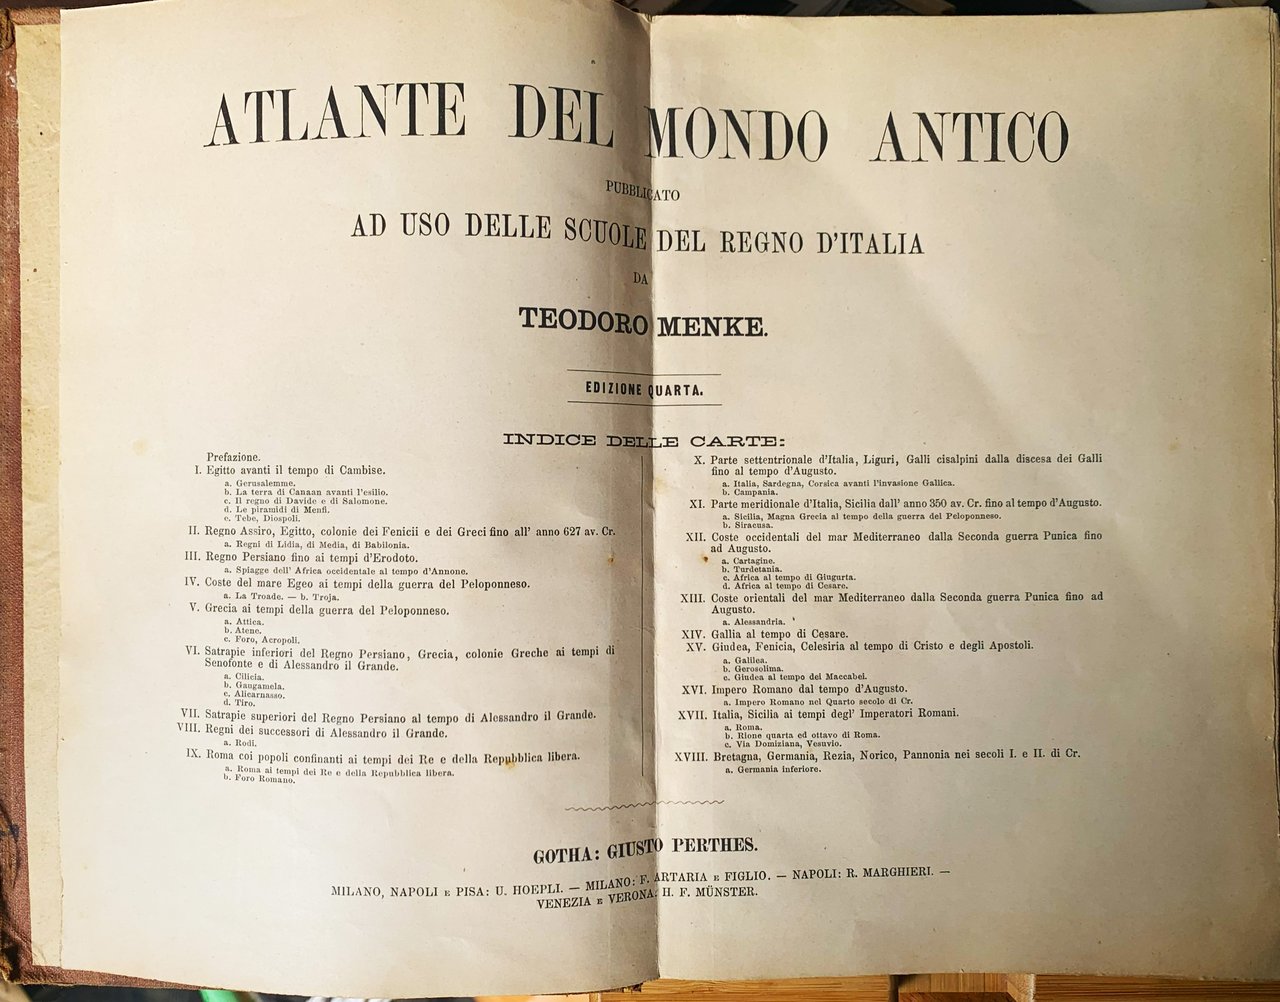 ATLANTE DEL MONDO ANTICO
PUBBLICATO
AD USO DELLE SCUOLE DEL REGNO D'ITALIA
DA
TEODORO MENKE.
EDIZIONE QUARTA.
INDICE DELLE CARTE:
Prefazione.
I. Egitto avanti il tempo di Cambise.
a. Gerusalemme.
b. La terra di Canaan avanti l'esilio.
c. Il regno di Davide e di Salomone.
d. Le piramidi di Menfi.
e. Tebe, Diospoli.
II. Regno Assiro, Egitto, colonie dei Fenicii e dei Greci fino all' anno 627 av. Cr.
a. Regni di Lidia, di Media, di Babilonia.
III. Regno Persiano fino ai tempi d'Erodoto.
a. Spiagge dell' Africa occidentale al tempo d'Annone.
IV. Coste del mare Egeo ai tempi della guerra del Peloponneso.
a. La Troade. — b. Troja.
V. Grecia ai tempi della guerra del Peloponneso.
a. Attica.
b. Atene.
c. Foro, Acropoli.
VI. Satrapie inferiori del Regno Persiano, Grecia, colonie Greche ai tempi di
Senofonte e di Alessandro il Grande.
a. Cilicia.
b. Gaugamela.
c. Alicarnasso.
d. Tiro.
VII. Satrapie superiori del Regno Persiano al tempo di Alessandro il Grande.
VIII. Regni dei successori di Alessandro il Grande.
a. Rodi.
IX. Roma coi popoli confinanti ai tempi dei Re e della Repubblica libera.
a. Roma ai tempi dei Re e della Repubblica libera.
b. Foro Romano.
X. Parte settentrionale d'Italia, Liguri, Galli cisalpini dalla discesa dei Galli
fino al tempo d'Augusto.
a. Italia, Sardegna, Corsica avanti l'invasione Gallica.
b. Campania.
XI. Parte meridionale d'Italia, Sicilia dall' anno 350 av. Cr. fino al tempo d'Augusto.
a. Sicilia, Magna Grecia al tempo della guerra del Peloponneso.
b. Siracusa.
XII. Coste occidentali del mar Mediterraneo dalla Seconda guerra Punica fino
ad Augusto.
a. Cartagine.
b. Turdetania.
c. Africa al tempo di Giugurta.
d. Africa al tempo di Cesare.
XIII. Coste orientali del mar Mediterraneo dalla Seconda guerra Punica fino ad
Augusto.
a. Alessandria.
XIV. Gallia al tempo di Cesare.
XV. Giudea, Fenicia, Celesiria al tempo di Cristo e degli Apostoli.
a. Galilea.
b. Gerosolima.
c. Giudea al tempo dei Maccabei.
XVI. Impero Romano dal tempo d'Augusto.
a. Impero Romano nel Quarto secolo di Cr.
XVII. Italia, Sicilia ai tempi degl' Imperatori Romani.
a. Roma.
b. Rione quarta ed ottavo di Roma.
c. Via Domiziana, Vesuvio.
XVIII. Bretagna, Germania, Rezia, Norico, Pannonia nei secoli I. e II. di Cr.
a. Germania inferiore.
GOTHA: GIUSTO PERTHES.
MILANO, NAPOLI E PISA: U. HOEPLI. — MILANO: F. ARTARIA E FIGLIO. — NAPOLI: R. MARGHIERI. —
VENEZIA E VERONA: H. F. MÜNSTER.